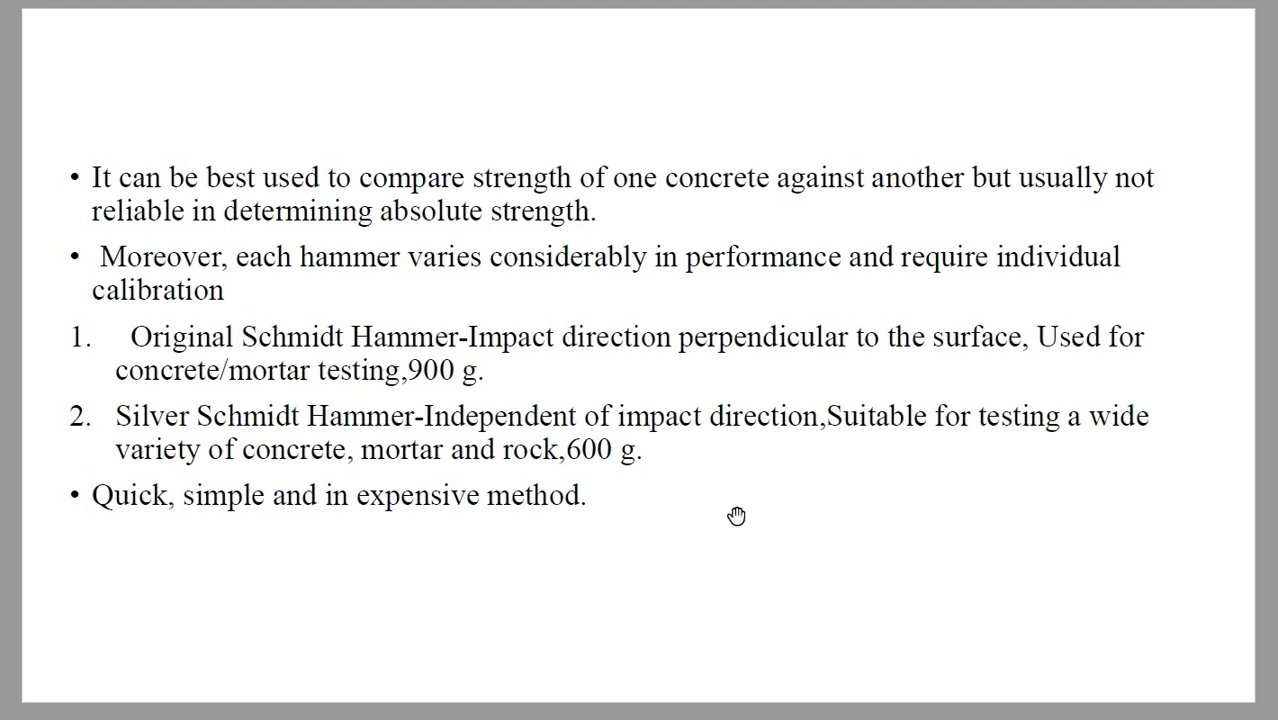 • It can be best used to compare strength of one concrete against another but usually not
reliable in determining absolute strength.
• Moreover, each hammer varies considerably in performance and require individual
calibration
1. Original Schmidt Hammer-Impact direction perpendicular to the surface, Used for
concrete/mortar testing,900 g.
2. Silver Schmidt Hammer-Independent of impact direction,Suitable for testing a wide
variety of concrete, mortar and rock,600 g.
• Quick, simple and in expensive method.